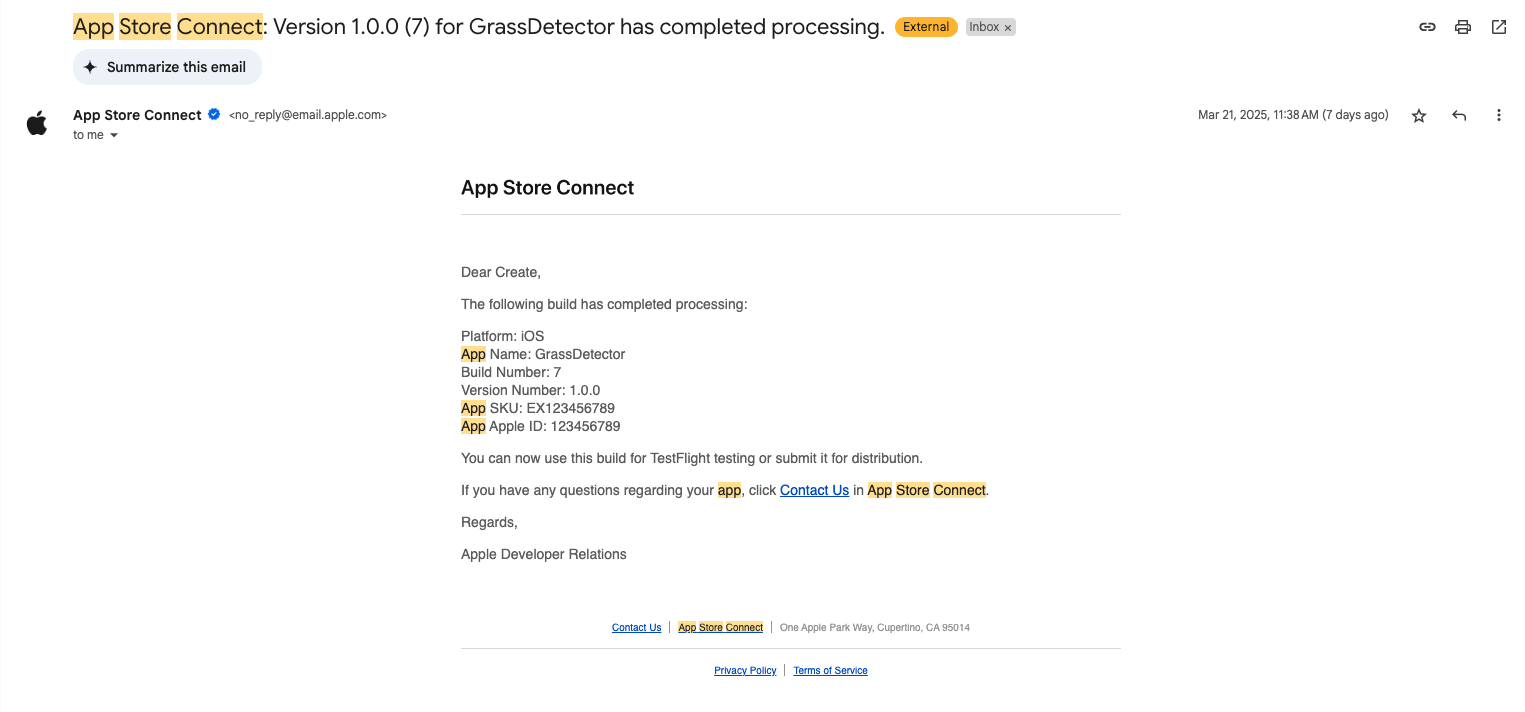 App Store Connect: Version 1.0.0 (7) for GrassDetector has completed processing. External Inbox ×
Summarize this email
App Store Connect <no_reply@email.apple.com> Mar 21, 2025, 11:38 AM (7 days ago)
to me
App Store Connect
Dear Create,
The following build has completed processing:
Platform: iOS
App Name: GrassDetector
Build Number: 7
Version Number: 1.0.0
App SKU: EX123456789
App Apple ID: 123456789
You can now use this build for TestFlight testing or submit it for distribution.
If you have any questions regarding your app, click Contact Us in App Store Connect.
Regards,
Apple Developer Relations
Contact Us | App Store Connect | One Apple Park Way, Cupertino, CA 95014
Privacy Policy | Terms of Service